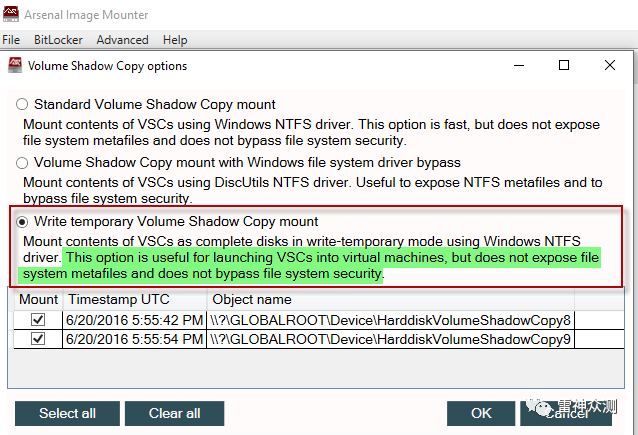 Arsenal Image Mounter
File BitLocker Advanced Help
Volume Shadow Copy options
Standard Volume Shadow Copy mount
Mount contents of VSCs using Windows NTFS driver. This option is fast, but does not expose
file system metafiles and does not bypass file system security.
Volume Shadow Copy mount with Windows file system driver bypass
Mount contents of VSCs using DiscUtils NTFS driver. Useful to expose NTFS metafiles and to
bypass file system security.
Write temporary Volume Shadow Copy mount
Mount contents of VSCs as complete disks in write-temporary mode using Windows NTFS
driver. This option is useful for launching VSCs into virtual machines, but does not expose file
system metafiles and does not bypass file system security.
Mount Timestamp UTC Object name
6/20/2016 5:55:42 PM \\?\GLOBALROOT\Device\HarddiskVolumeShadowCopy8
6/20/2016 5:55:54 PM \\?\GLOBALROOT\Device\HarddiskVolumeShadowCopy9
Select all Clear all OK Cancel
雷神众测